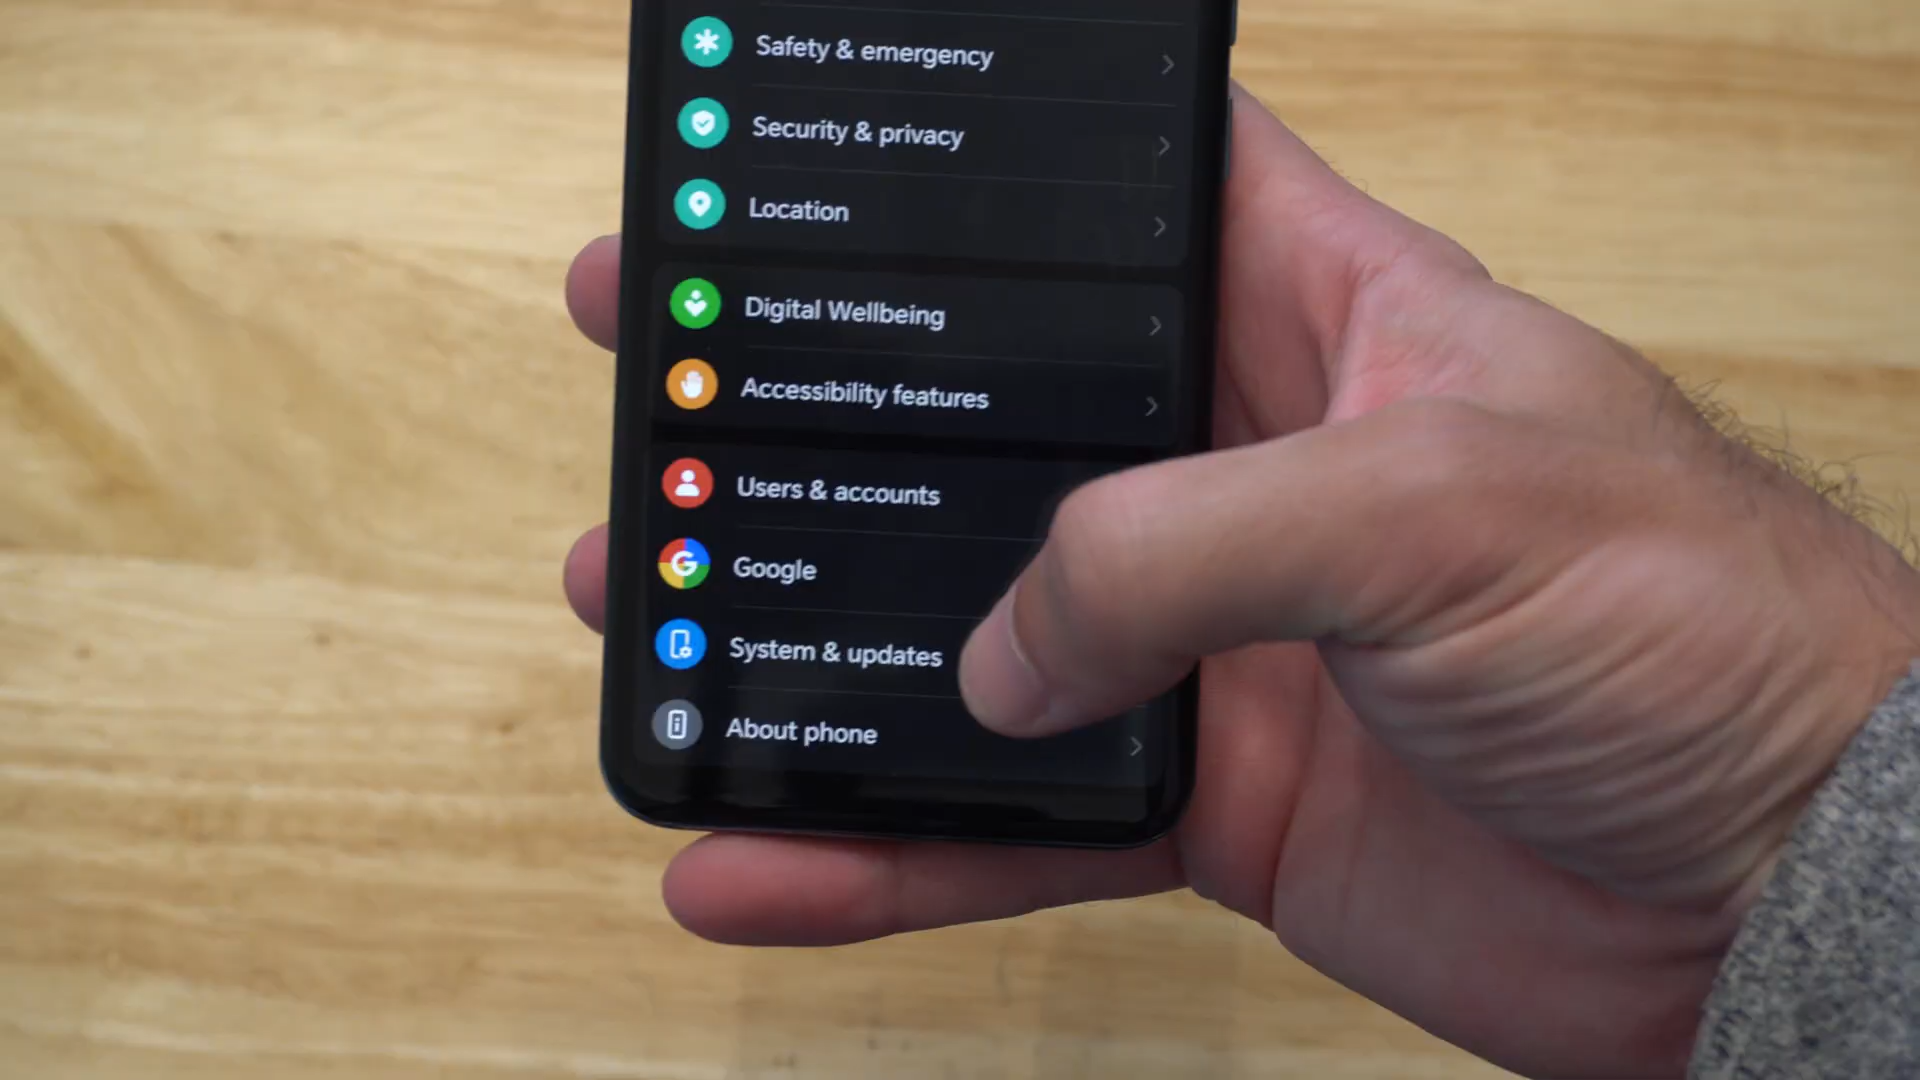 Safety & emergency
Security & privacy
Location
Digital Wellbeing
Accessibility features
Users & accounts
Google
System & updates
About phone